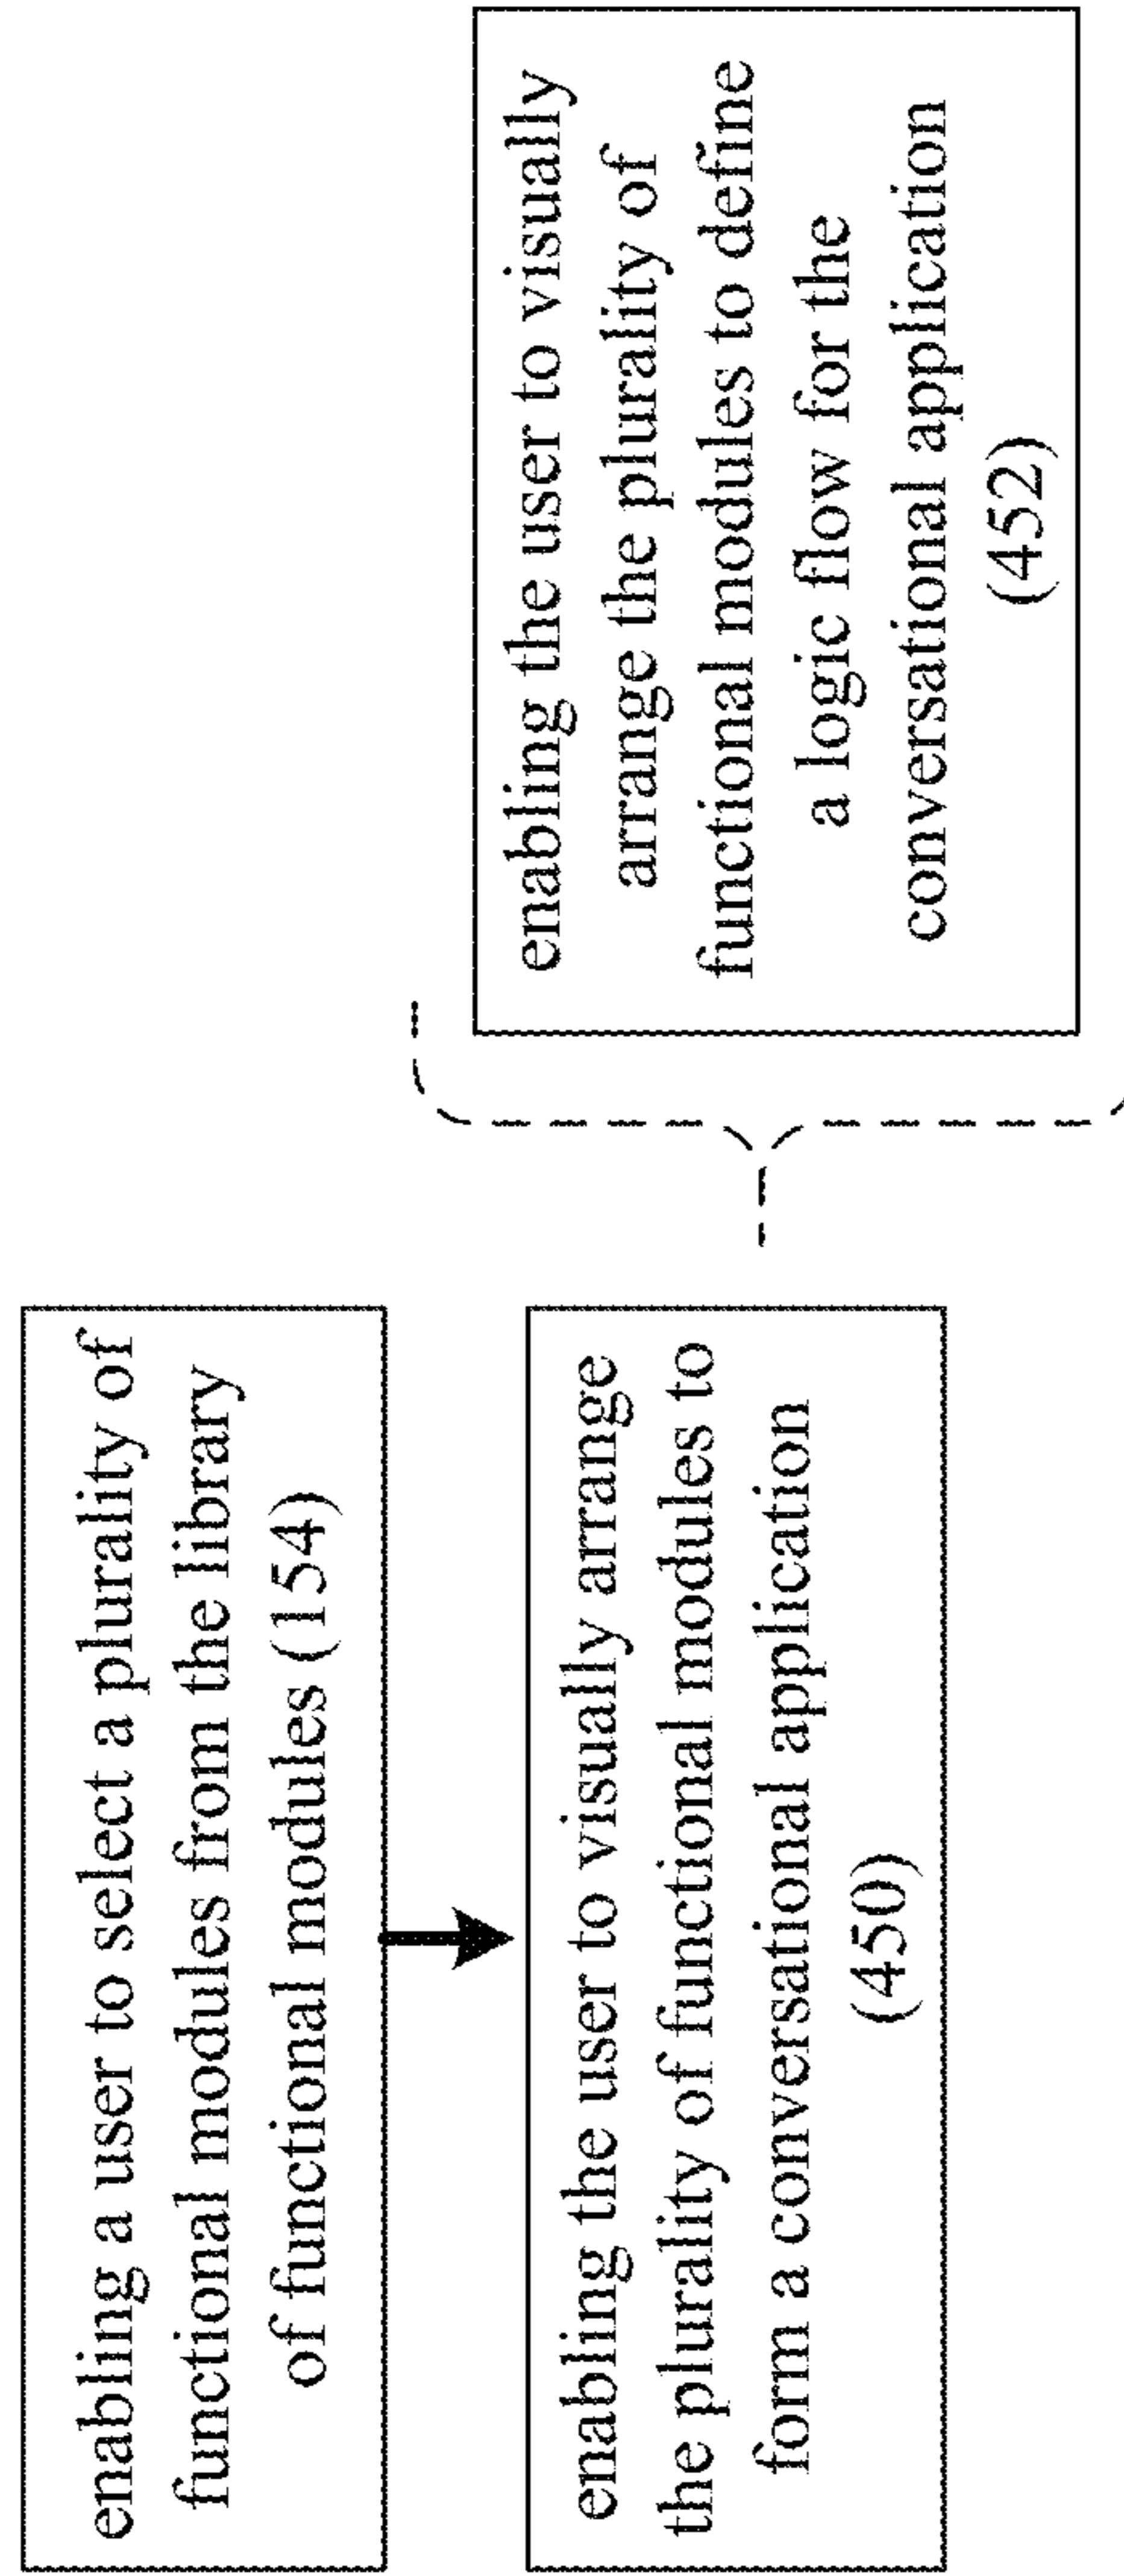 enabling a user to select a plurality of
functional modules from the library
of functional modules (154)
enabling the user to visually arrange
the plurality of functional modules to
form a conversational application
(450)
enabling the user to visually
arrange the plurality of
functional modules to define
a logic flow for the
conversational application
(452)